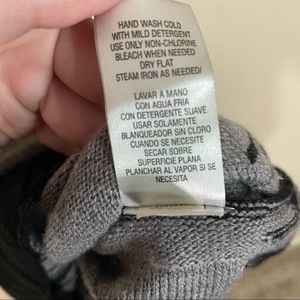 HAND WASH COLD
WITH MILD DETERGENT
USE ONLY NON-CHLORINE
BLEACH WHEN NEEDED
DRY FLAT
STEAM IRON AS NEEDED/
LAVAR A MANO
CON AGUA FRIA
CON DETERGENTE SUAVE
USAR SOLAMENTE
BLANQUEADOR SIN CLORO
CUANDO SE NECESITE
SECAR SOBRE
SUPERFICIE PLANA
PLANCHAR AL VAPOR SI SE
NECESITA